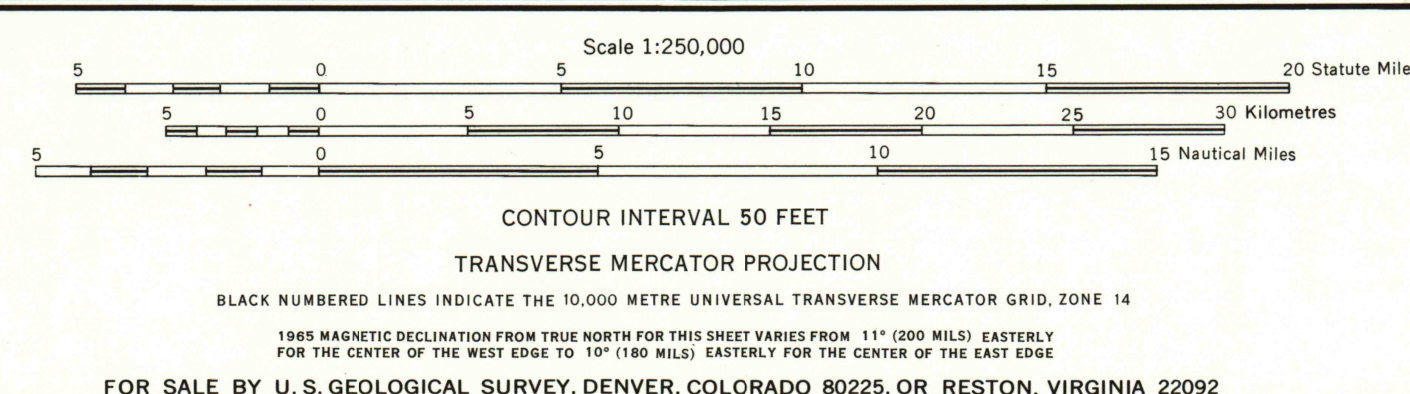 Scale 1:250,000
5 0 5 10 15 20 Statute Mile
5 0 5 10 15 20 25 30 Kilometres
5 0 5 10 15 Nautical Miles
CONTOUR INTERVAL 50 FEET
TRANSVERSE MERCATOR PROJECTION
BLACK NUMBERED LINES INDICATE THE 10,000 METRE UNIVERSAL TRANSVERSE MERCATOR GRID, ZONE 14
1965 MAGNETIC DECLINATION FROM TRUE NORTH FOR THIS SHEET VARIES FROM 11° (200 MILS) EASTERLY
FOR THE CENTER OF THE WEST EDGE TO 10° (180 MILS) EASTERLY FOR THE CENTER OF THE EAST EDGE
FOR SALE BY U.S. GEOLOGICAL SURVEY, DENVER, COLORADO 80225, OR RESTON, VIRGINIA 22092